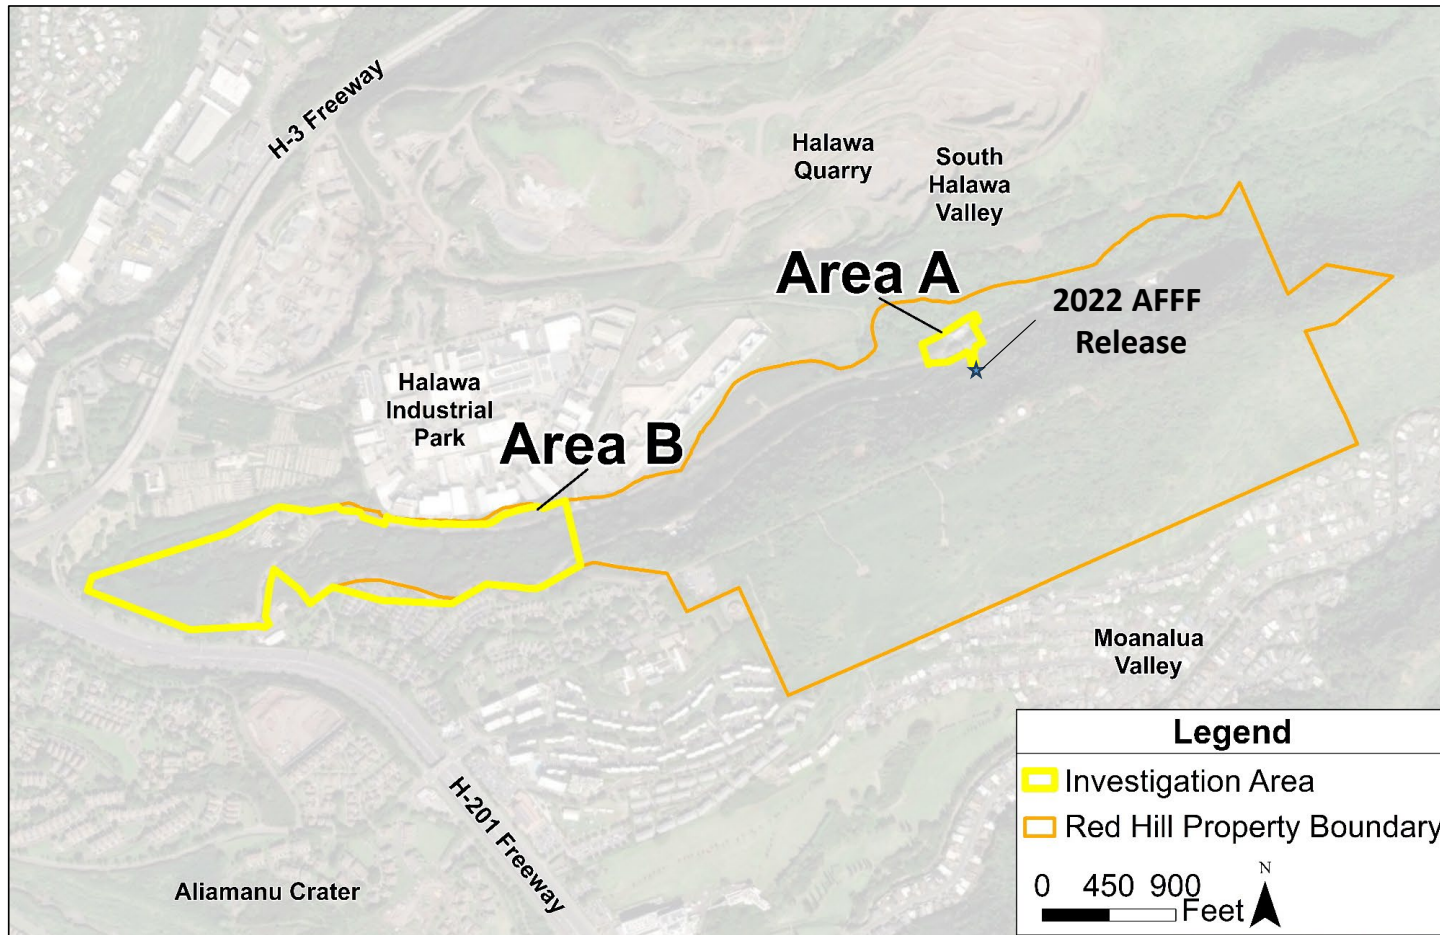 H-3 Freeway
Halawa
Quarry
South
Halawa
Valley
Area A
2022 AFFF
Release
Halawa
Industrial
Park
Area B
Moanalua
Valley
H-201 Freeway
Aliamanu Crater
Legend
Investigation Area
Red Hill Property Boundary
N
0 450 900
Feet